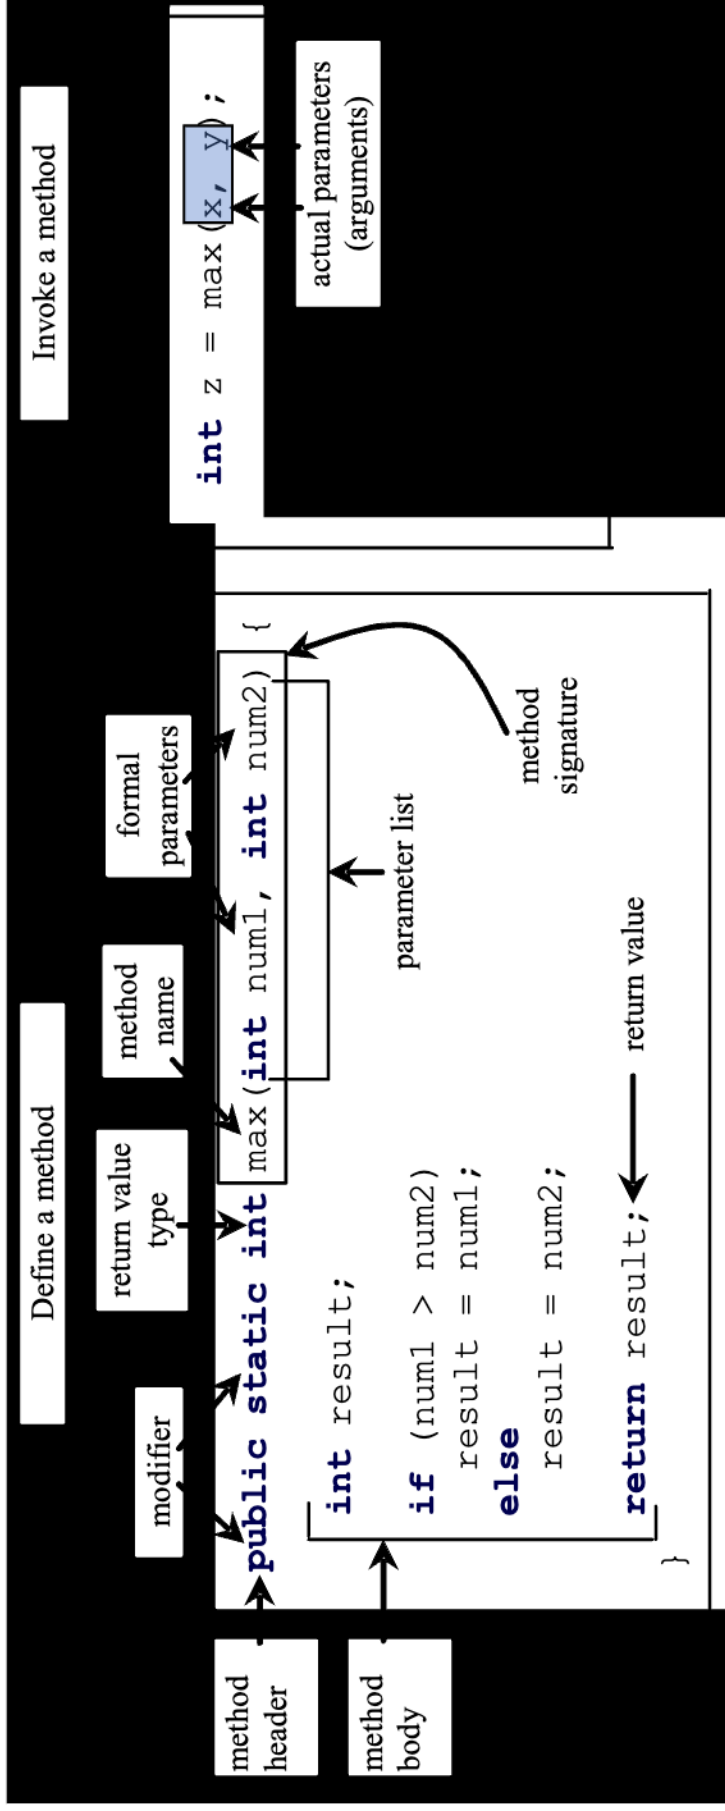 Define a method
Invoke a method
modifier
return value
type
method
name
formal
parameters
method
header
public static int max(int num1, int num2) {
int z = max(x, y);
method
body
int result;
parameter list
actual parameters
(arguments)
if (num1 > num2)
result = num1;
else
result = num2;
method
signature
return result;
return value
}